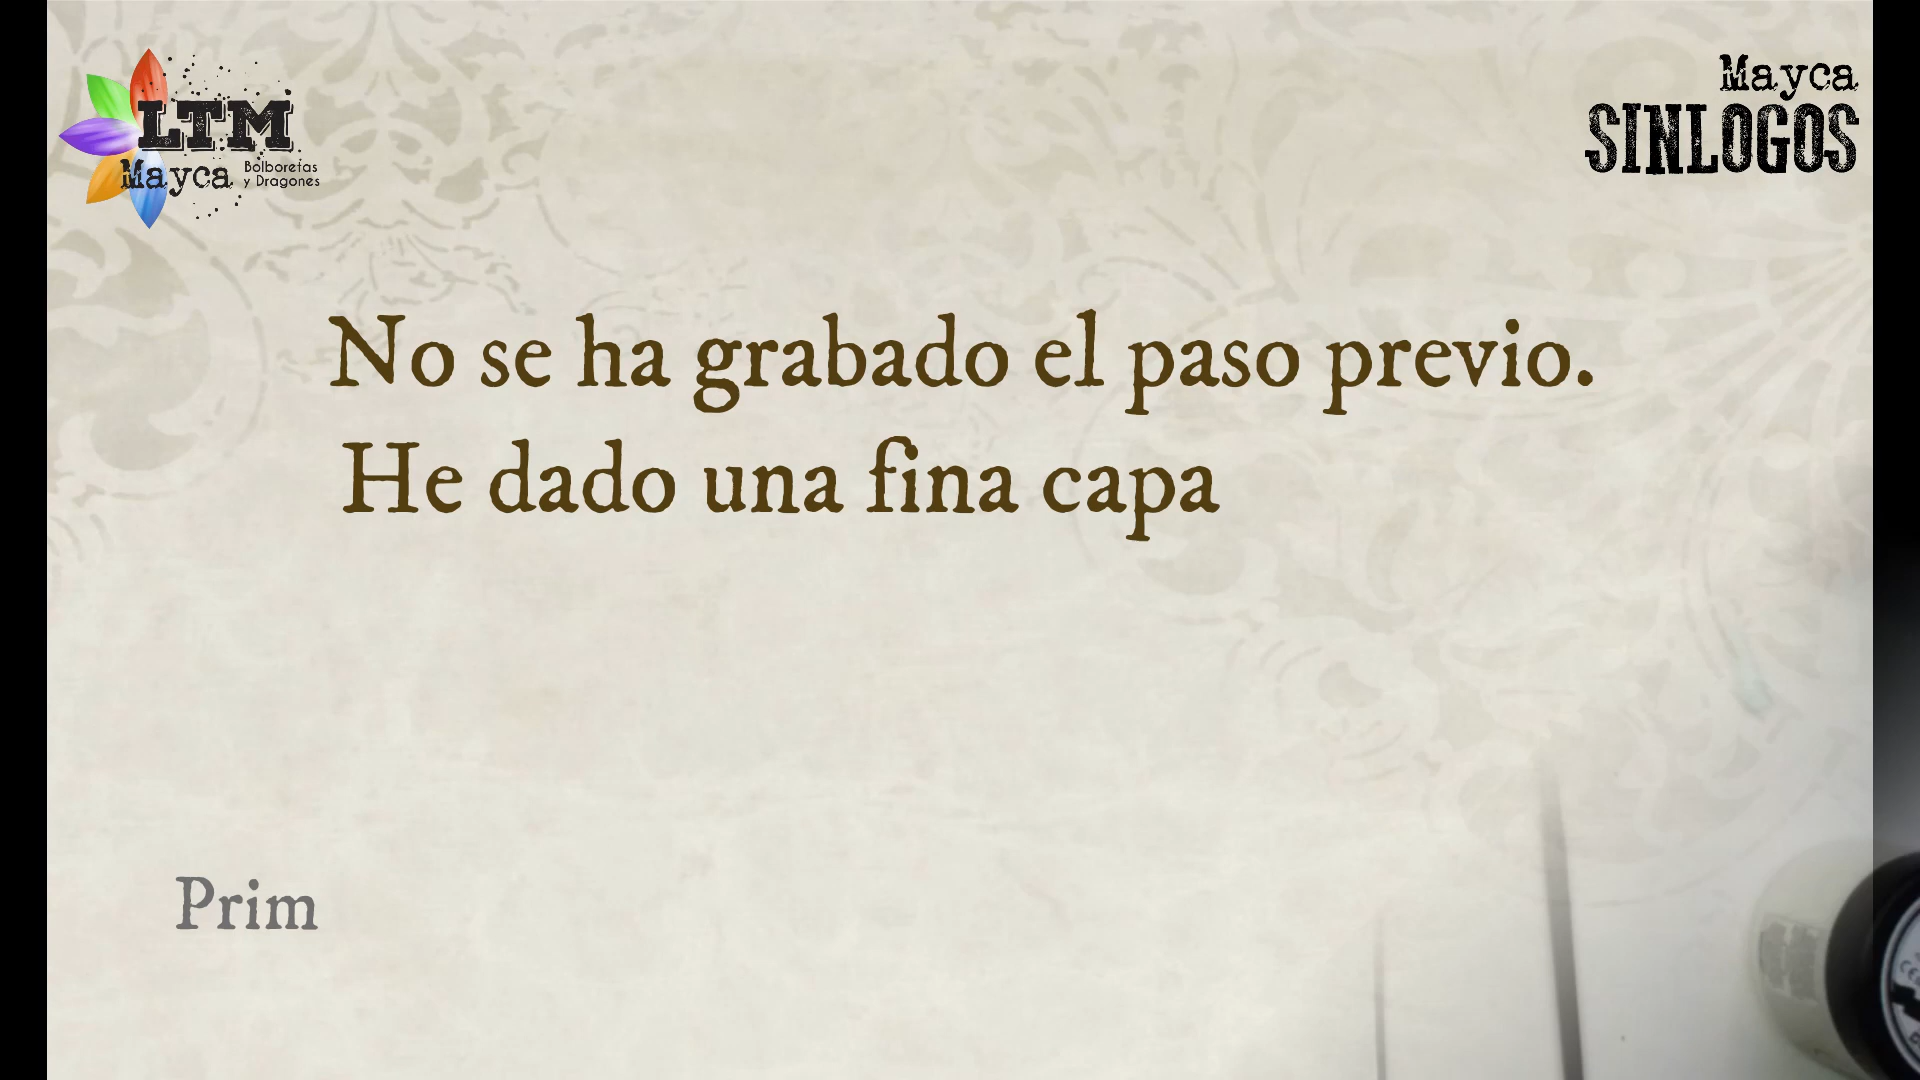 LTM
Mayca
Bolboretas
y Dragones
Mayca
SINLOGOS
No se ha grabado el paso previo.
He dado una fina capa
Prim